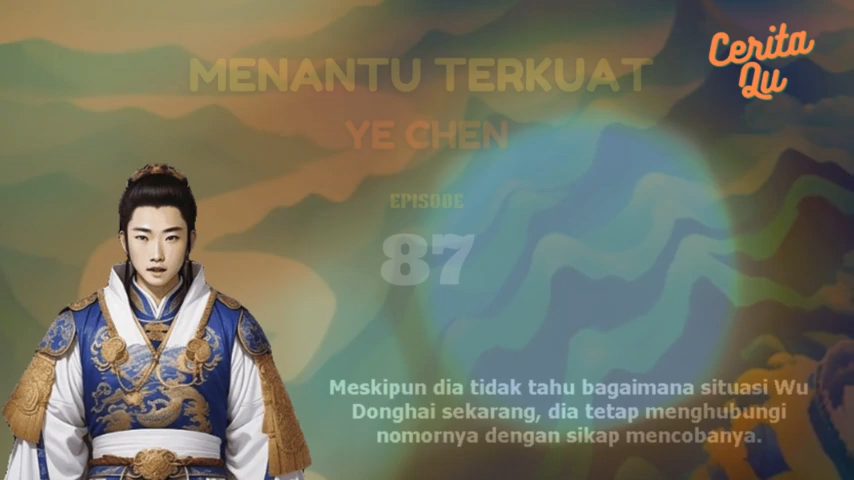 Cerita
Qu
MENANTU TERKUAT
YE CHEN
EPISODE
87
Meskipun dia tidak tahu bagaimana situasi Wu
Donghai sekarang, dia tetap menghubungi
nomornya dengan sikap mencobanya.